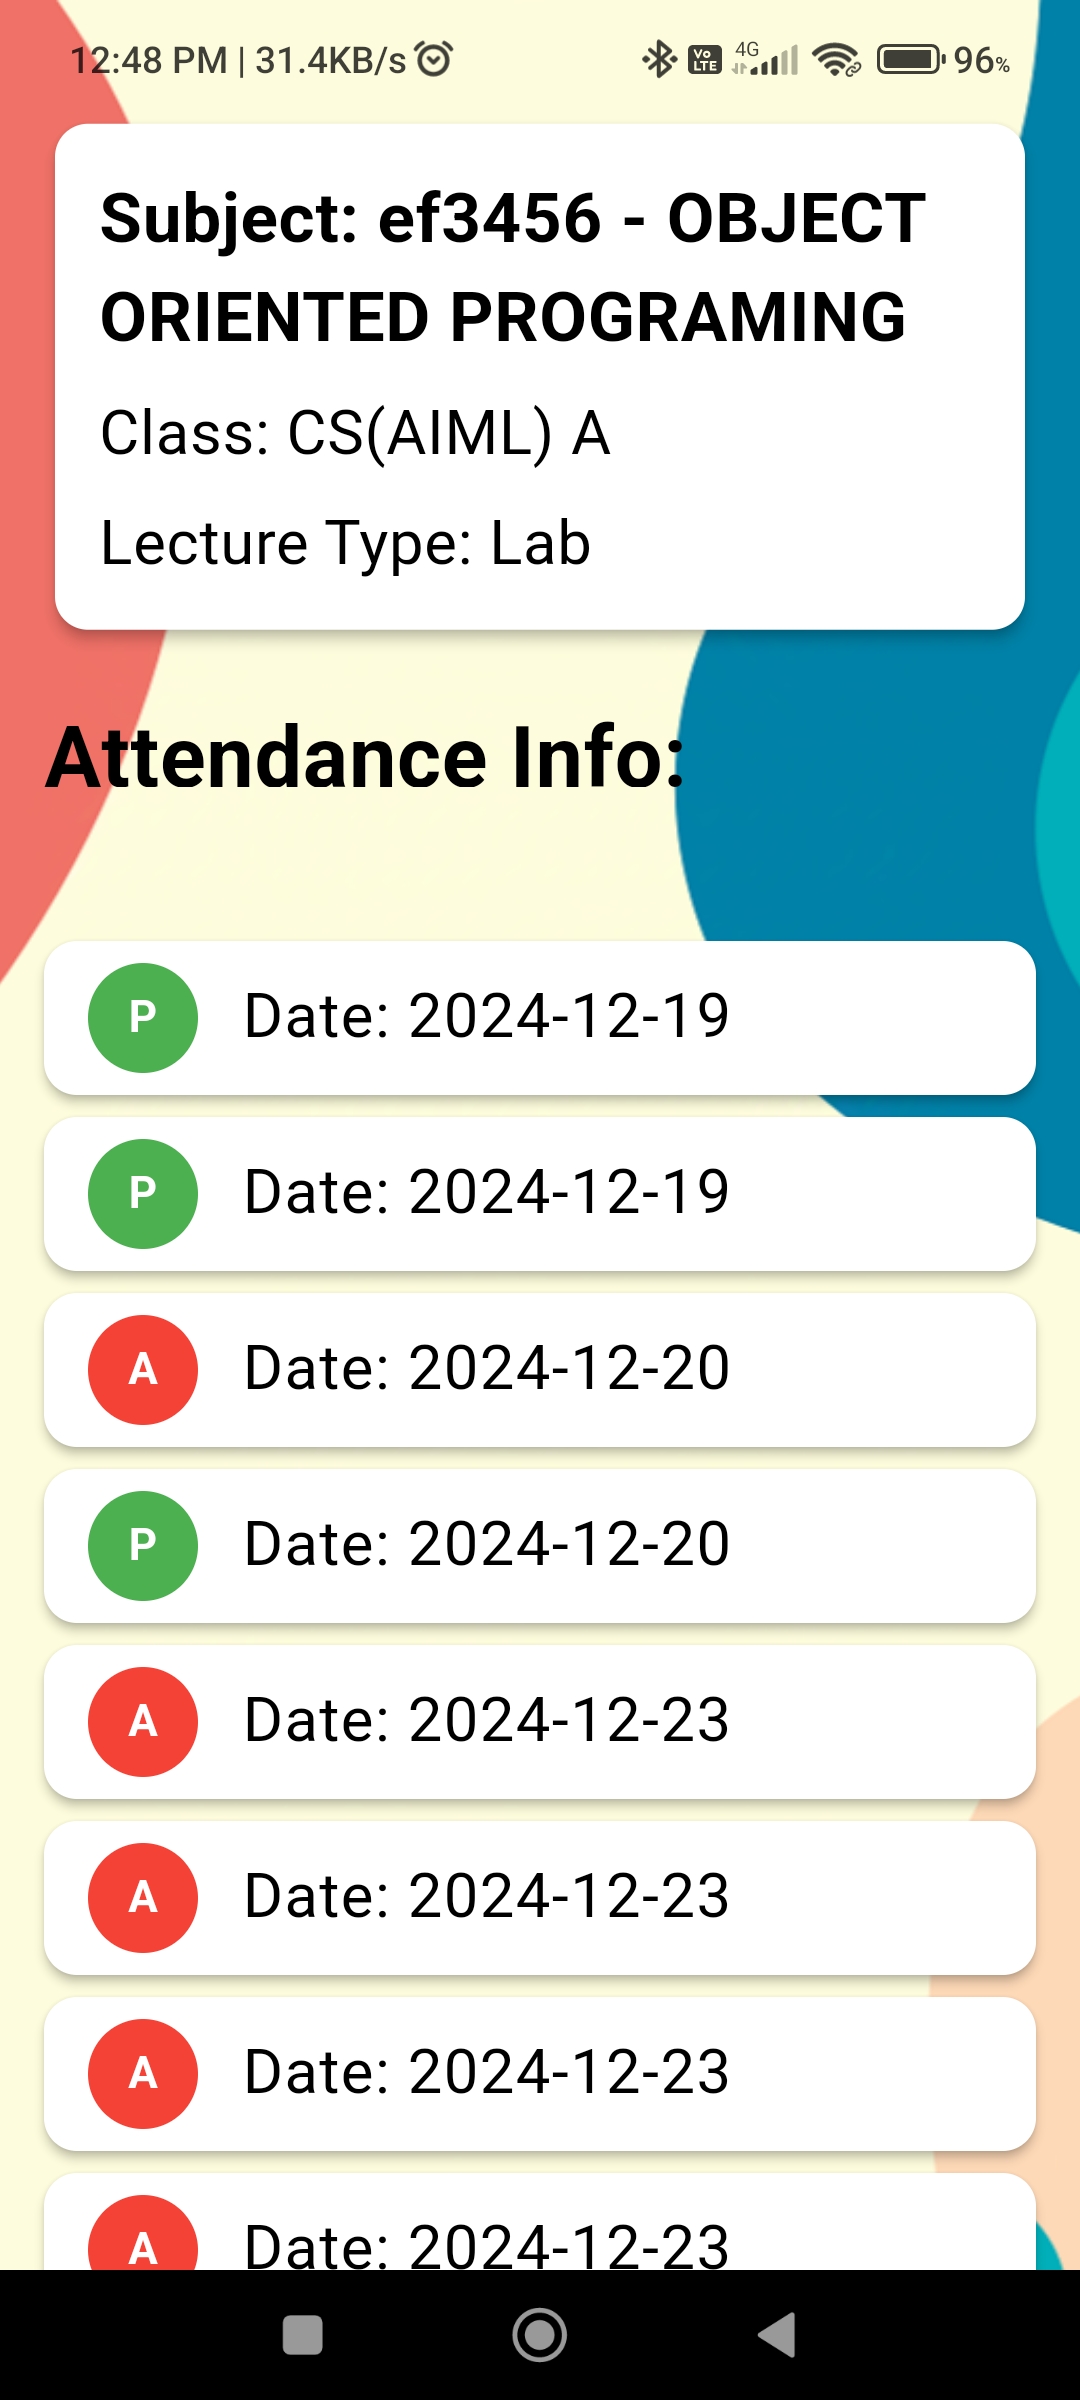 12:48 PM | 31.4KB/s Vo LTE 4G 96%
Subject: ef3456 - OBJECT
ORIENTED PROGRAMING
Class: CS(AIML) A
Lecture Type: Lab
Attendance Info:
P Date: 2024-12-19
P Date: 2024-12-19
A Date: 2024-12-20
P Date: 2024-12-20
A Date: 2024-12-23
A Date: 2024-12-23
A Date: 2024-12-23
A Date: 2024-12-23